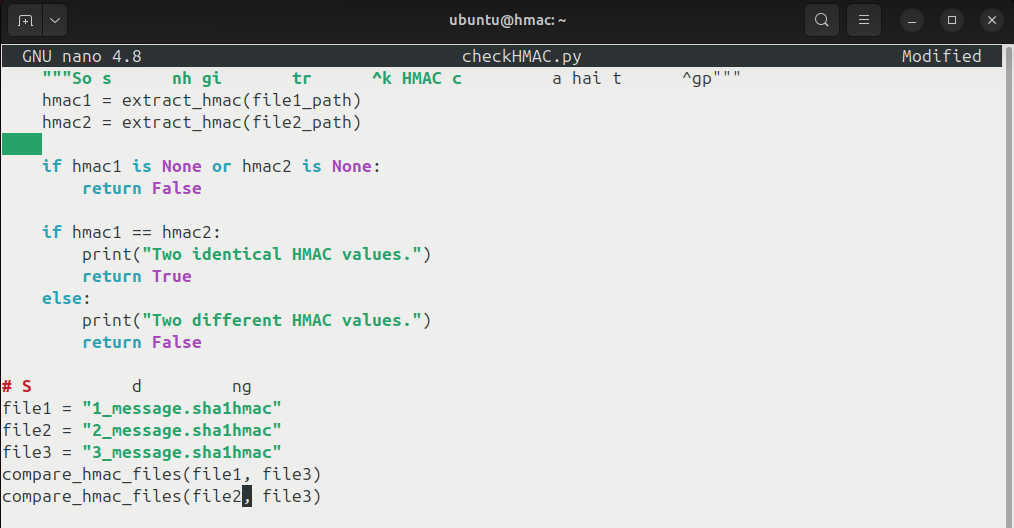 ubuntu@hmac: ~
GNU nano 4.8 checkHMAC.py Modified
    """So s      nh gi       tr      ^k HMAC c         a hai t      ^gp"""
    hmac1 = extract_hmac(file1_path)
    hmac2 = extract_hmac(file2_path)
    if hmac1 is None or hmac2 is None:
        return False
    if hmac1 == hmac2:
        print("Two identical HMAC values.")
        return True
    else:
        print("Two different HMAC values.")
        return False
# S          d         ng
file1 = "1_message.sha1hmac"
file2 = "2_message.sha1hmac"
file3 = "3_message.sha1hmac"
compare_hmac_files(file1, file3)
compare_hmac_files(file2, file3)